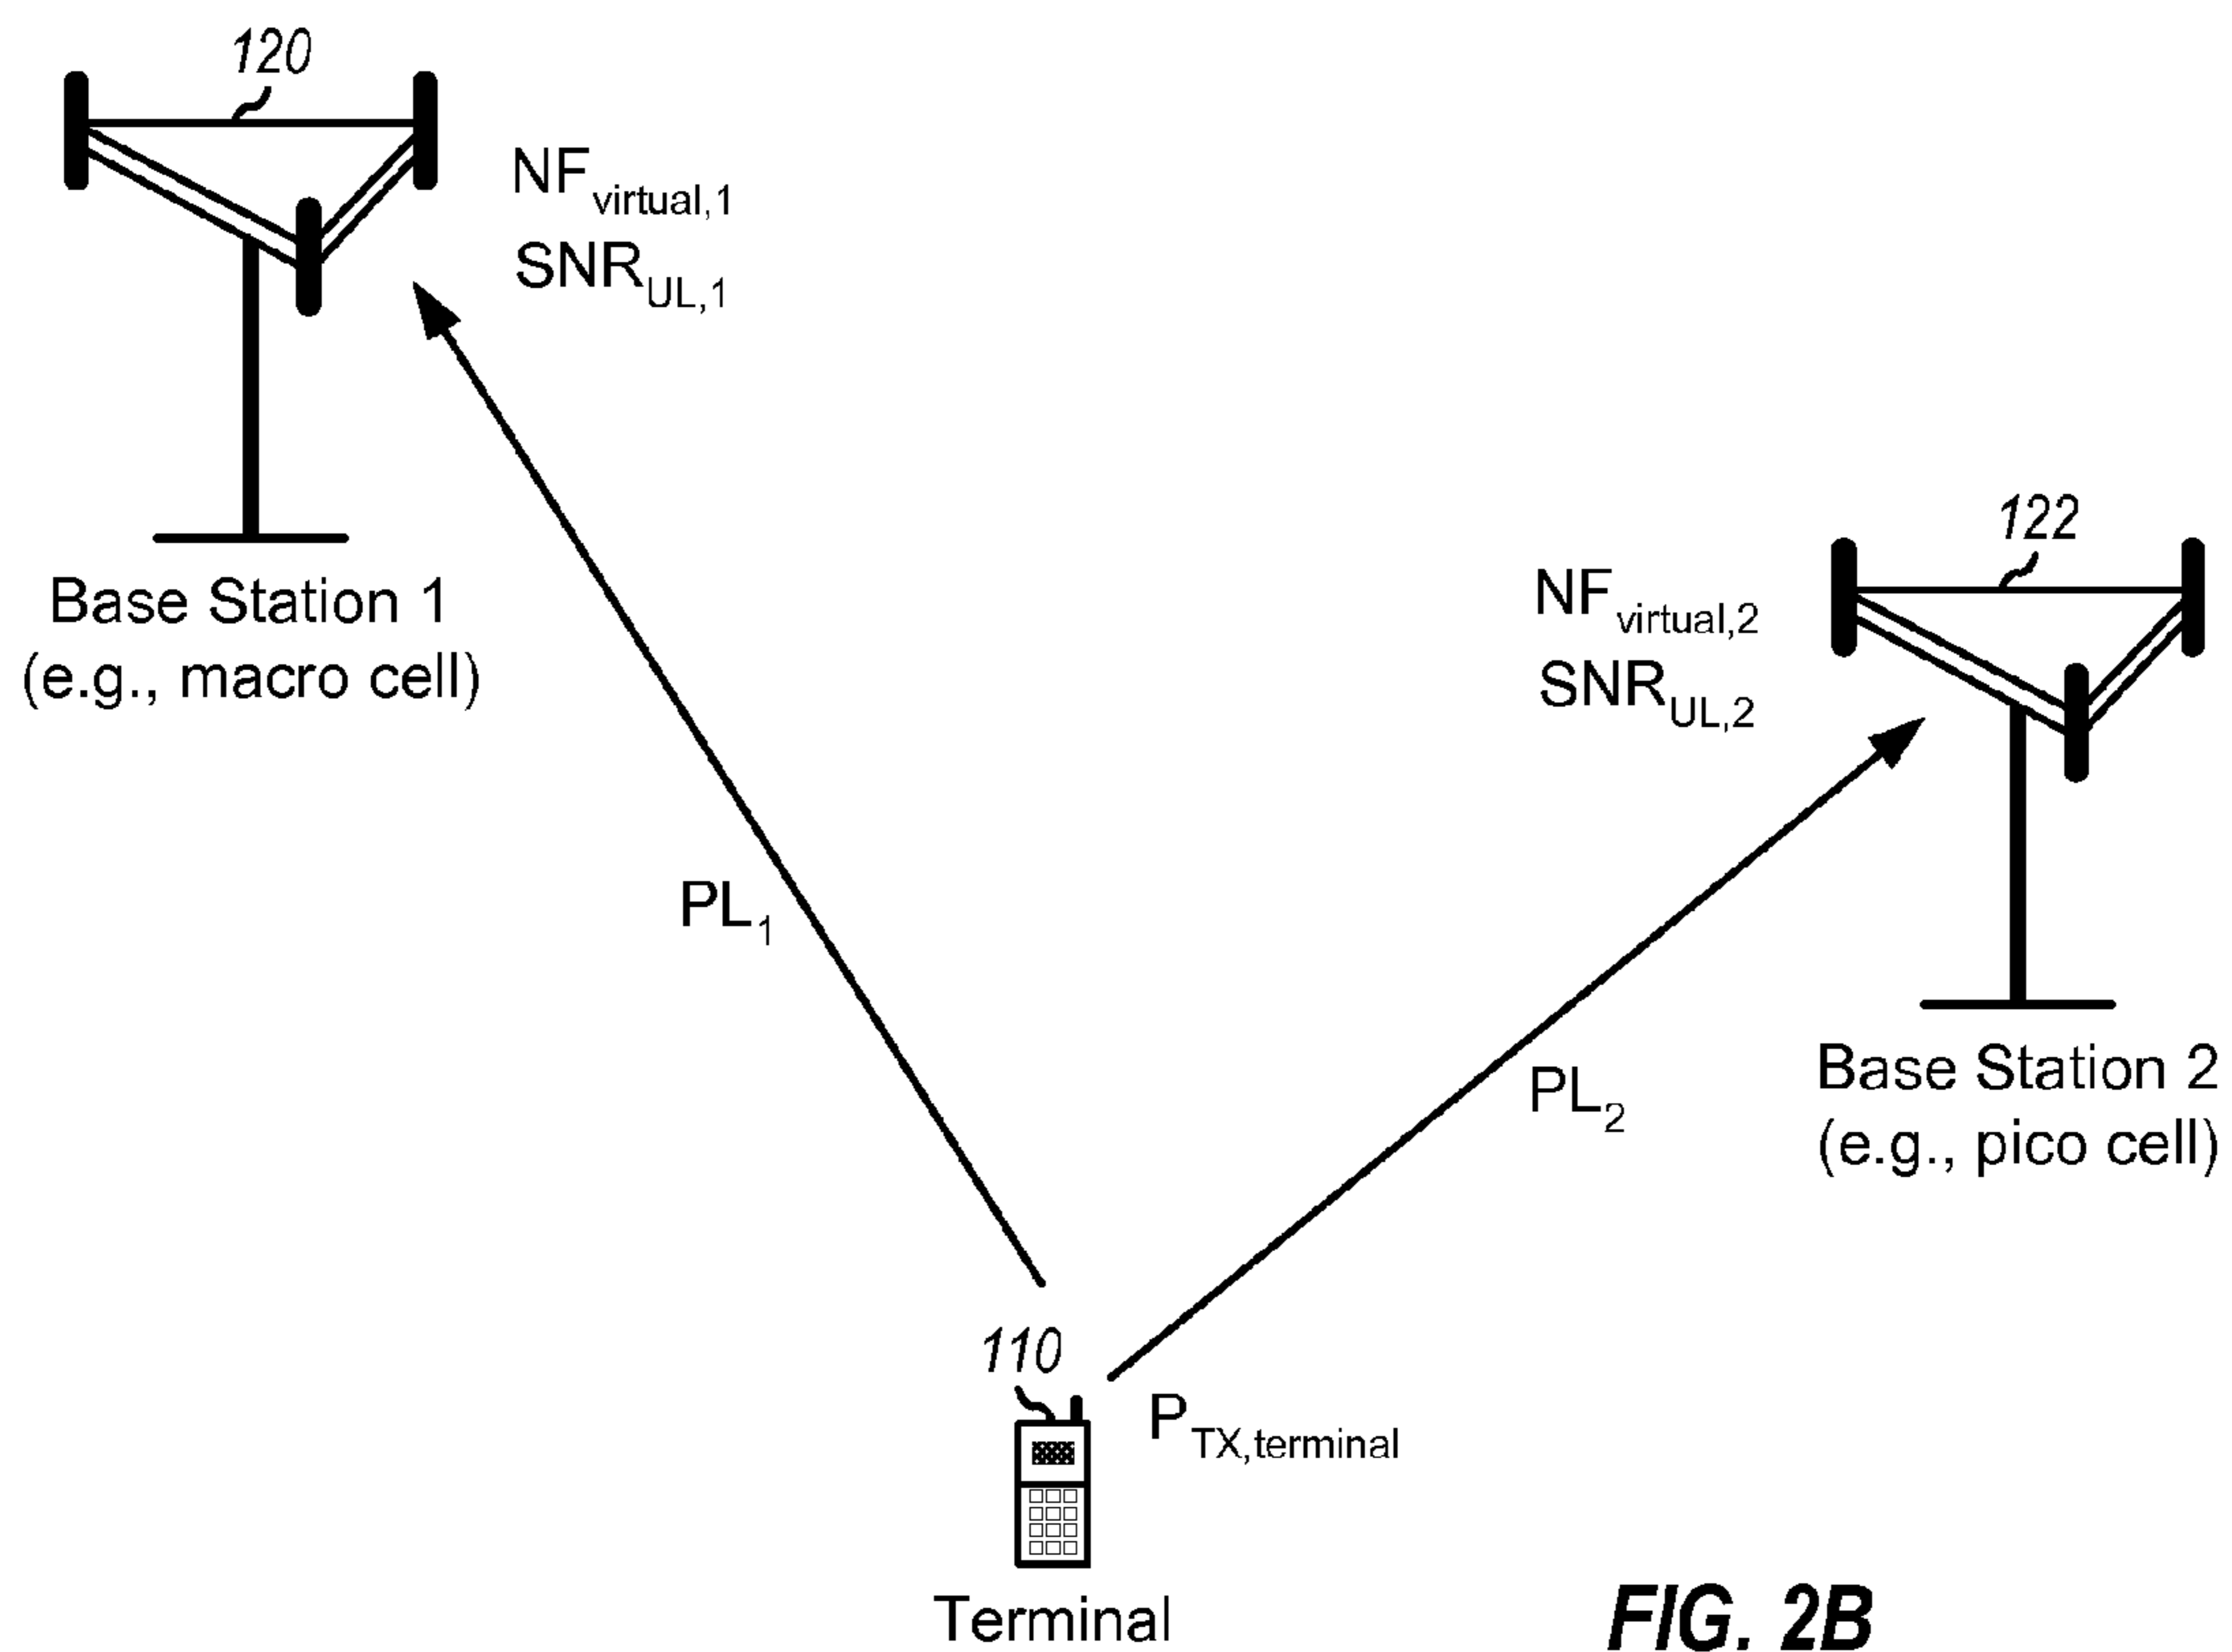 120
NFvirtual,1
SNRUL,1
Base Station 1
(e.g., macro cell)
122
NFvirtual,2
SNRUL,2
Base Station 2
(e.g., pico cell)
PL1
PL2
110
PTX,terminal
Terminal
FIG. 2B